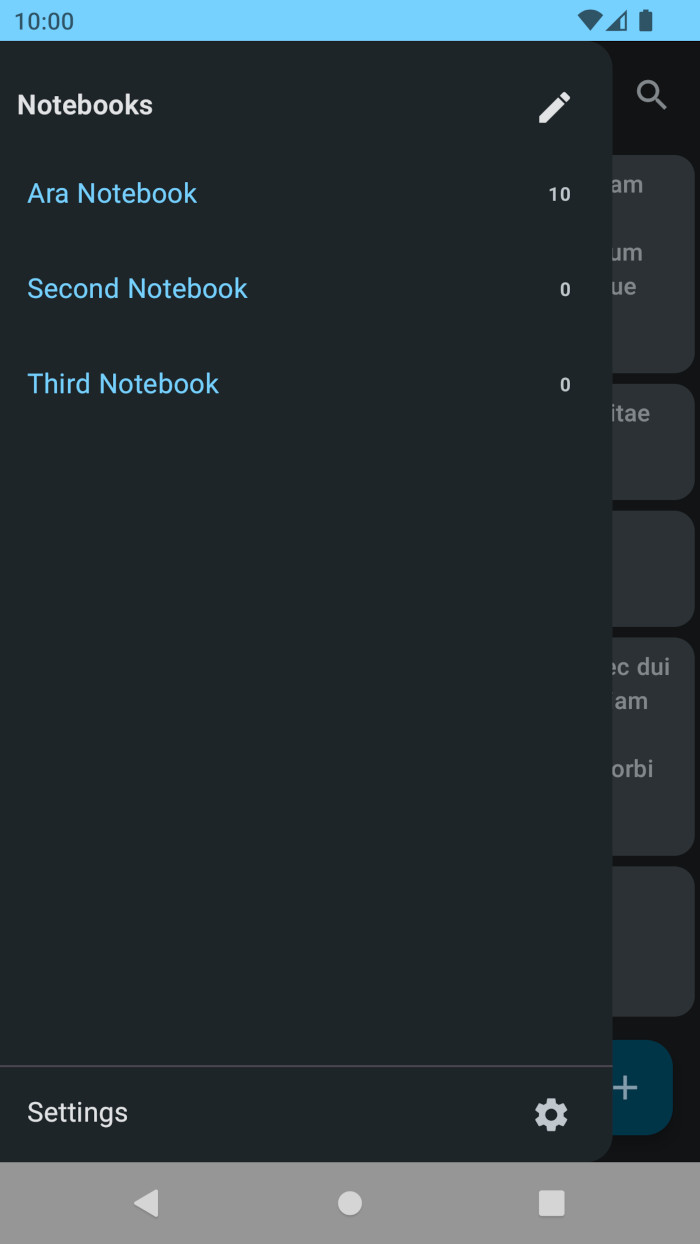 10:00
Notebooks
Ara Notebook 10
Second Notebook 0
Third Notebook 0
am
um
ue
itae
ec dui
am
orbi
Settings